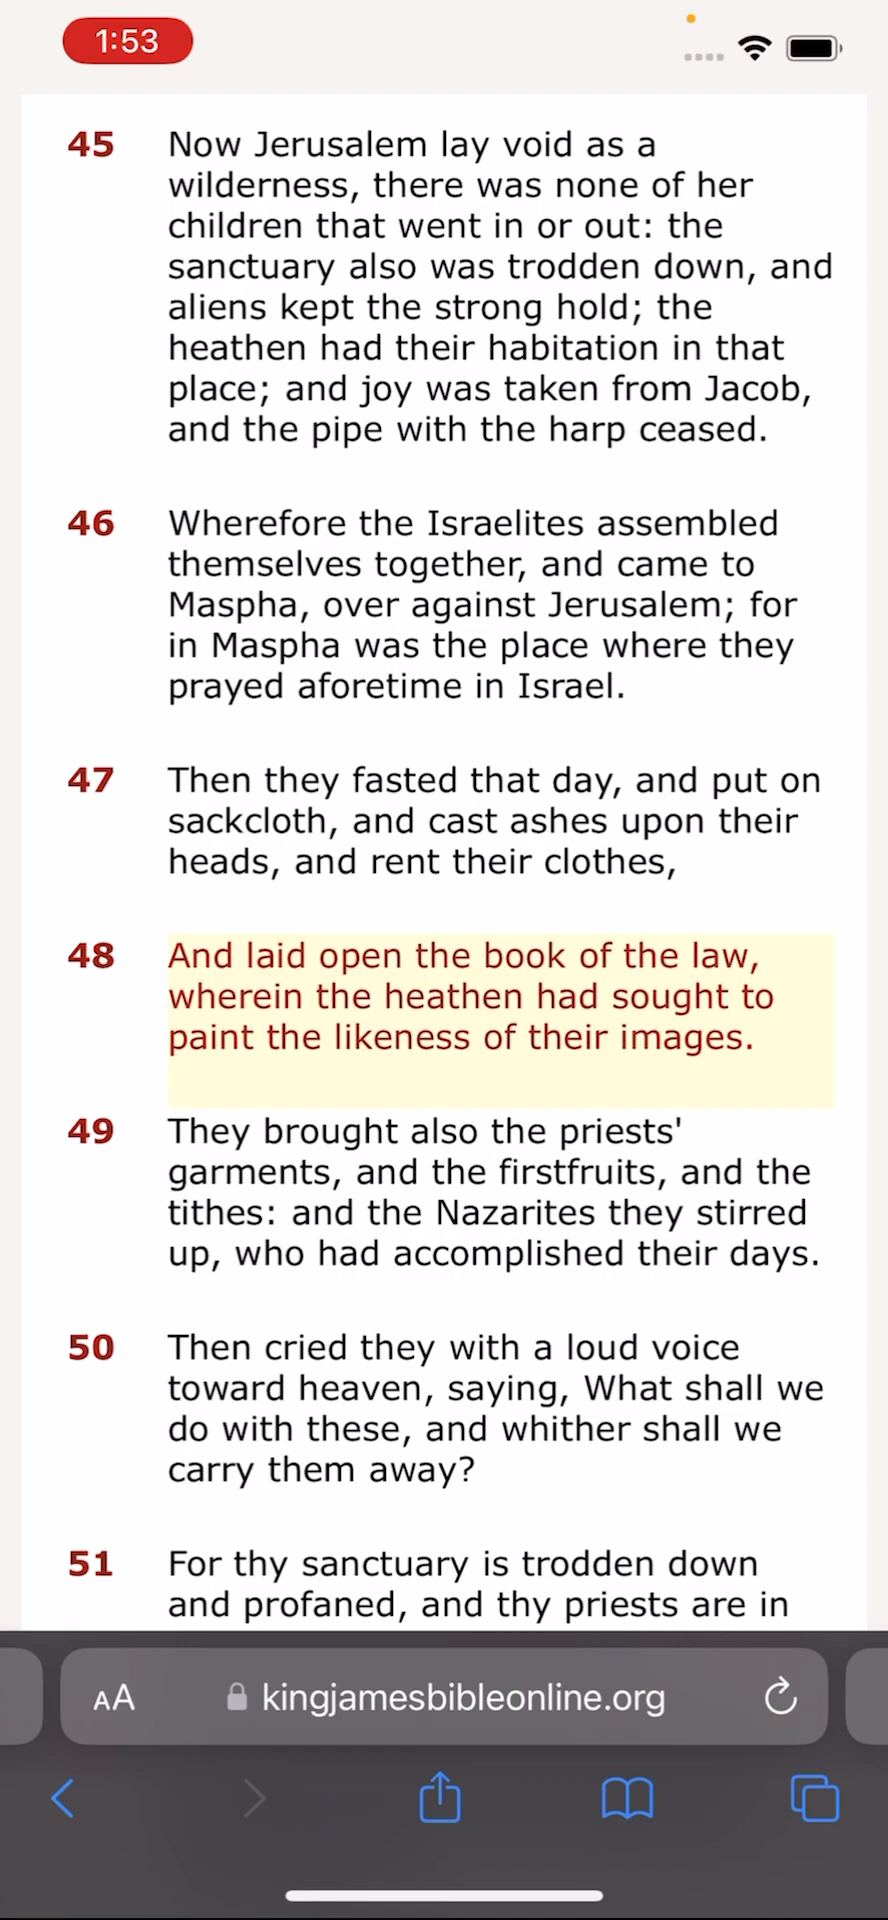 1:53
45 Now Jerusalem lay void as a
wilderness, there was none of her
children that went in or out: the
sanctuary also was trodden down, and
aliens kept the strong hold; the
heathen had their habitation in that
place; and joy was taken from Jacob,
and the pipe with the harp ceased.
46 Wherefore the Israelites assembled
themselves together, and came to
Maspha, over against Jerusalem; for
in Maspha was the place where they
prayed aforetime in Israel.
47 Then they fasted that day, and put on
sackcloth, and cast ashes upon their
heads, and rent their clothes,
48 And laid open the book of the law,
wherein the heathen had sought to
paint the likeness of their images.
49 They brought also the priests'
garments, and the firstfruits, and the
tithes: and the Nazarites they stirred
up, who had accomplished their days.
50 Then cried they with a loud voice
toward heaven, saying, What shall we
do with these, and whither shall we
carry them away?
51 For thy sanctuary is trodden down
and profaned, and thy priests are in
AA kingjamesbibleonline.org